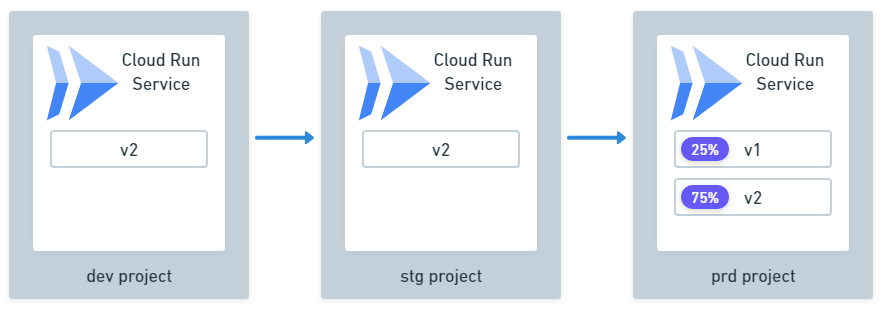 Cloud Run
Service
v2
dev project
Cloud Run
Service
v2
stg project
Cloud Run
Service
25% v1
75% v2
prd project